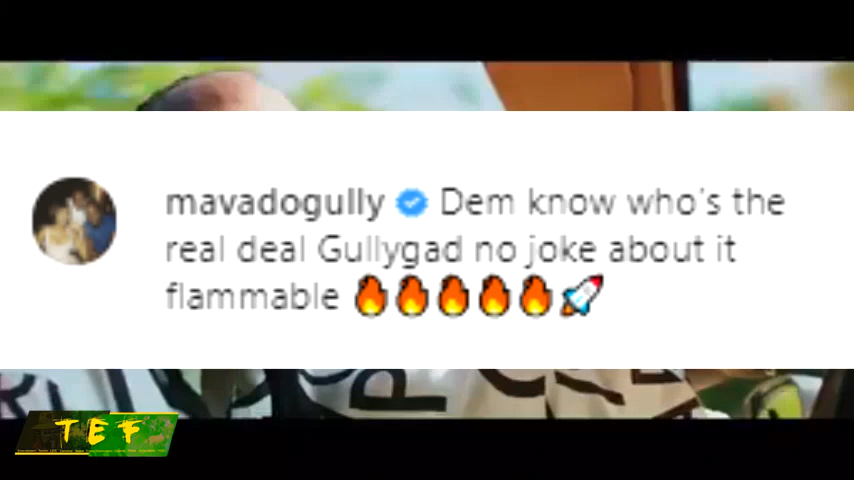 mavadogully Dem know who's the
real deal Gullygad no joke about it
flammable 🔥🔥🔥🔥🔥🚀
TEF